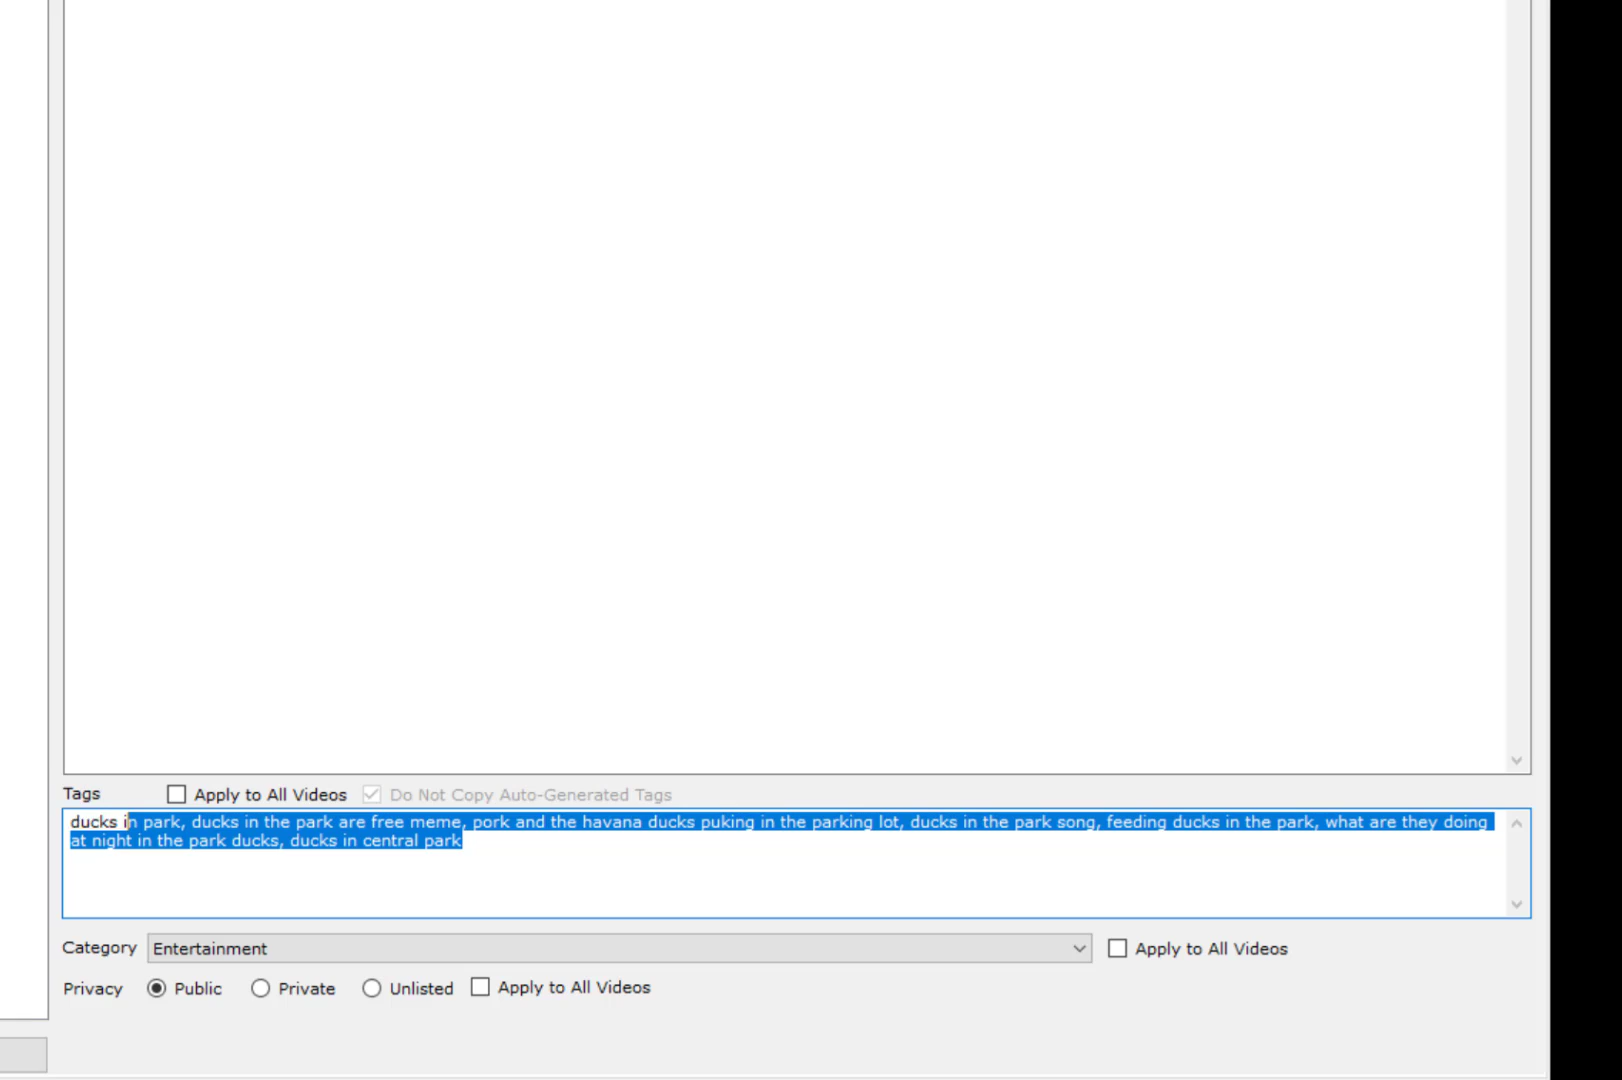 Tags Apply to All Videos Do Not Copy Auto-Generated Tags
ducks in park, ducks in the park are free meme, pork and the havana ducks puking in the parking lot, ducks in the park song, feeding ducks in the park, what are they doing
at night in the park ducks, ducks in central park
Category Entertainment Apply to All Videos
Privacy Public Private Unlisted Apply to All Videos